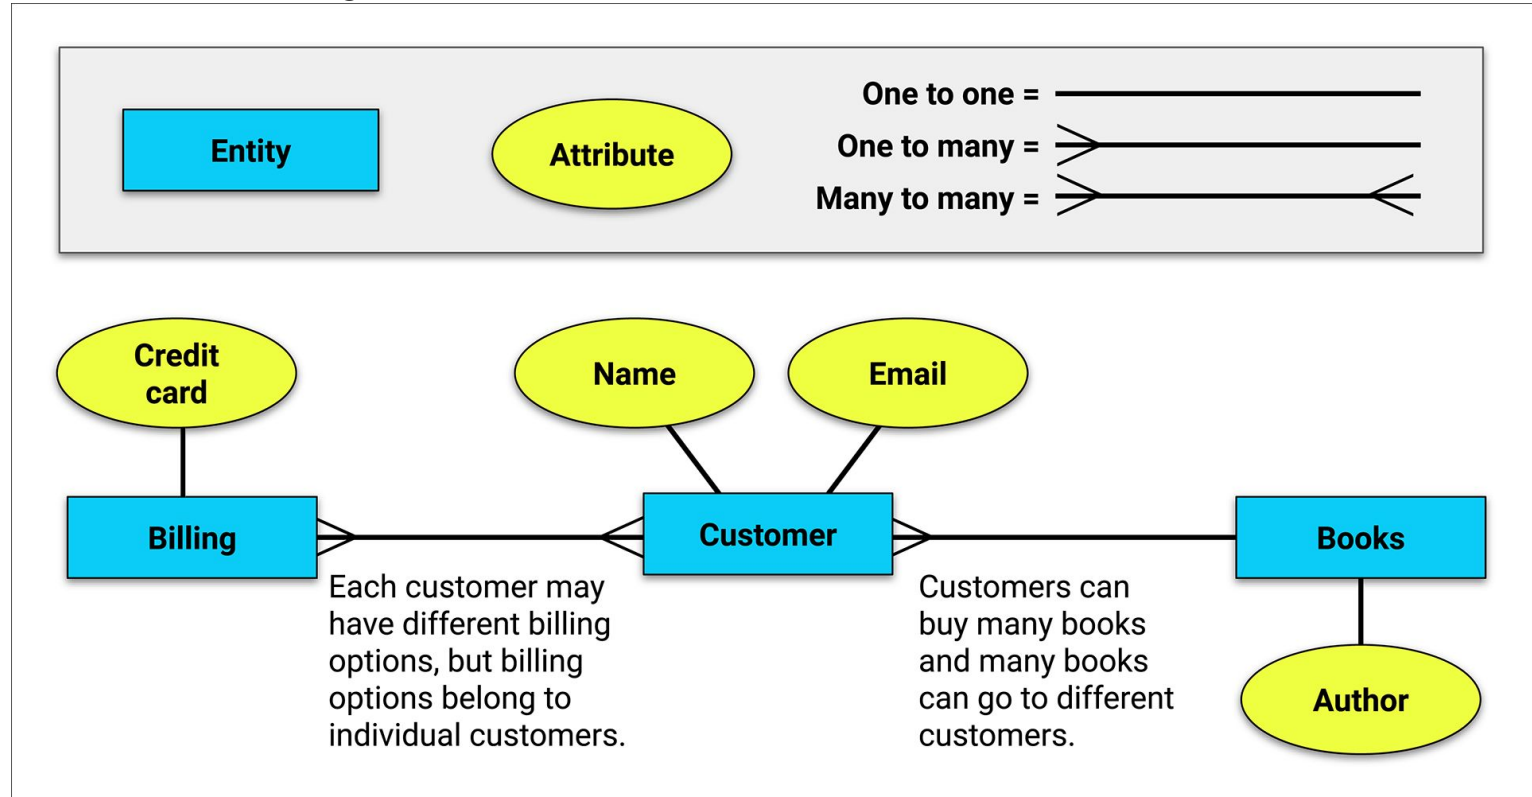 Entity
Attribute
One to one =
One to many =
Many to many =
Credit
card
Name
Email
Billing
Customer
Books
Each customer may
have different billing
options, but billing
options belong to
individual customers.
Customers can
buy many books
and many books
can go to different
customers.
Author